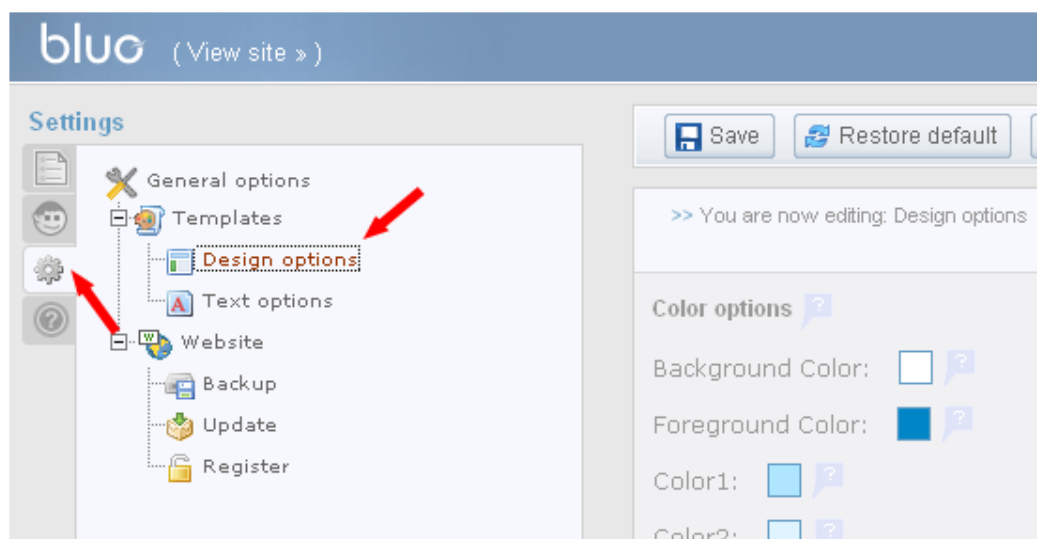 bluo ( View site » )
Settings
General options
Templates
Design options
Text options
Website
Backup
Update
Register
Save
Restore default
>> You are now editing: Design options
Color options ?
Background Color: ?
Foreground Color: ?
Color1: ?
Color2: ?